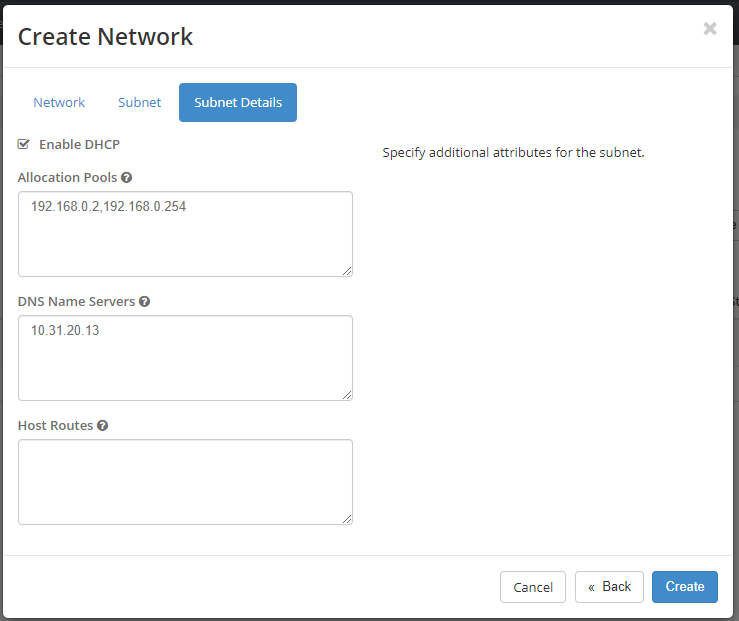 Create Network
Network Subnet Subnet Details
Enable DHCP
Specify additional attributes for the subnet.
Allocation Pools
192.168.0.2,192.168.0.254
DNS Name Servers
10.31.20.13
Host Routes
Cancel « Back Create